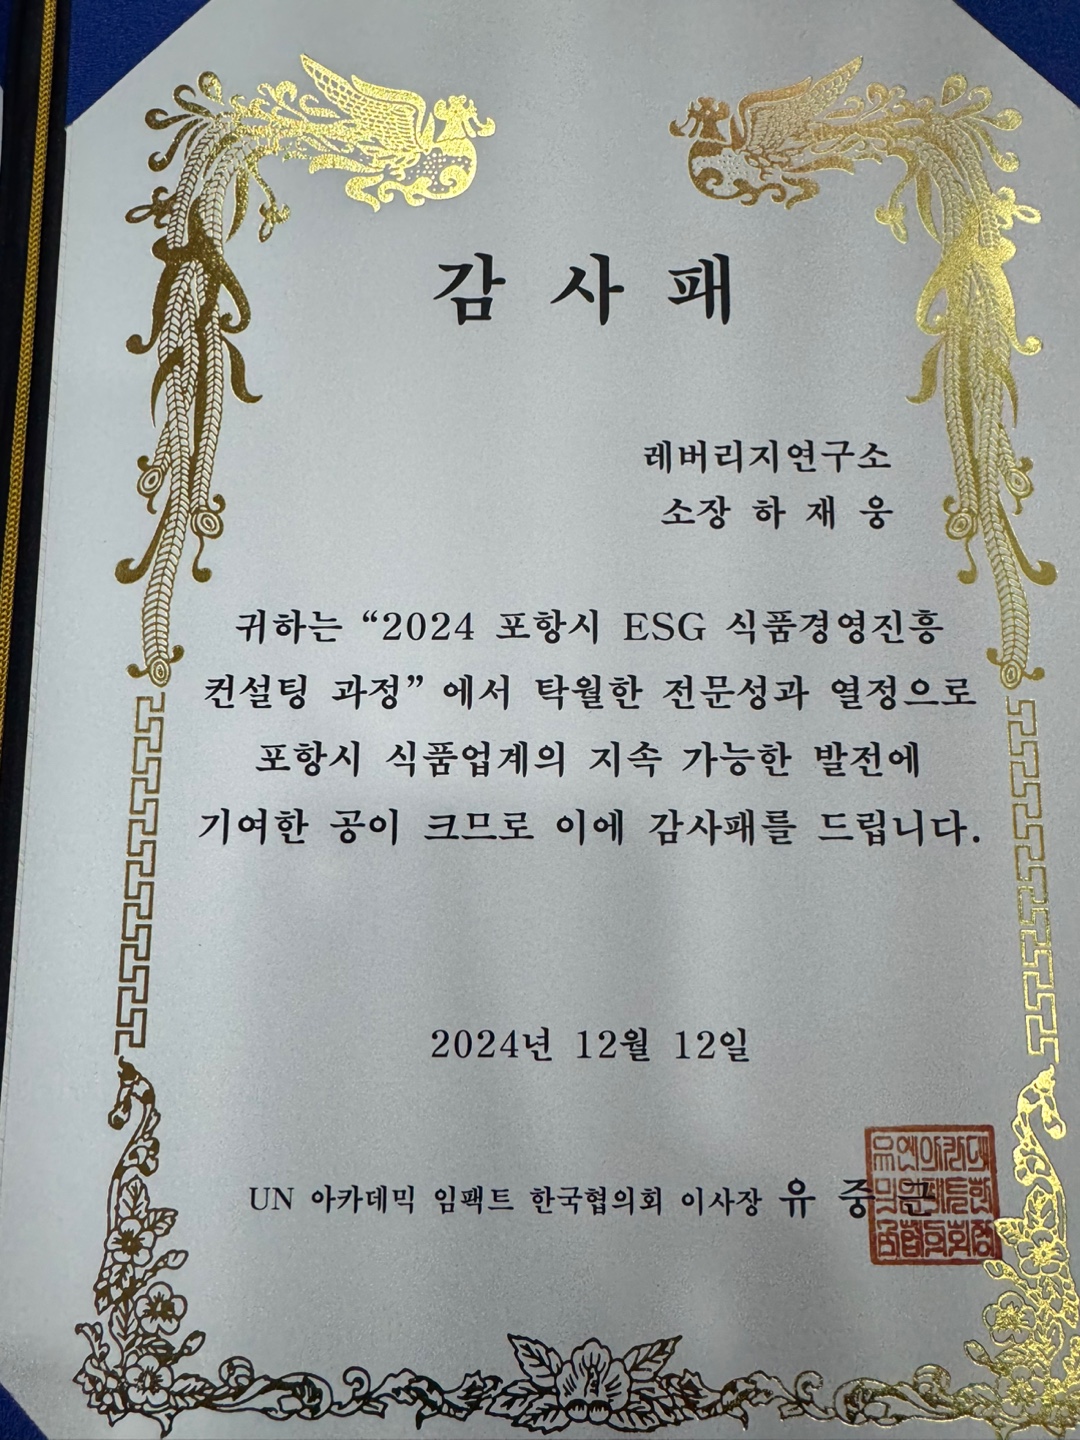 감 사 패
레버리지연구소
소장 하 재 웅
귀하는 “2024 포항시 ESG 식품경영진흥
컨설팅 과정” 에서 탁월한 전문성과 열정으로
포항시 식품업계의 지속 가능한 발전에
기여한 공이 크므로 이에 감사패를 드립니다.
2024년 12월 12일
UN 아카데믹 임팩트 한국협의회 이사장 유 중 근